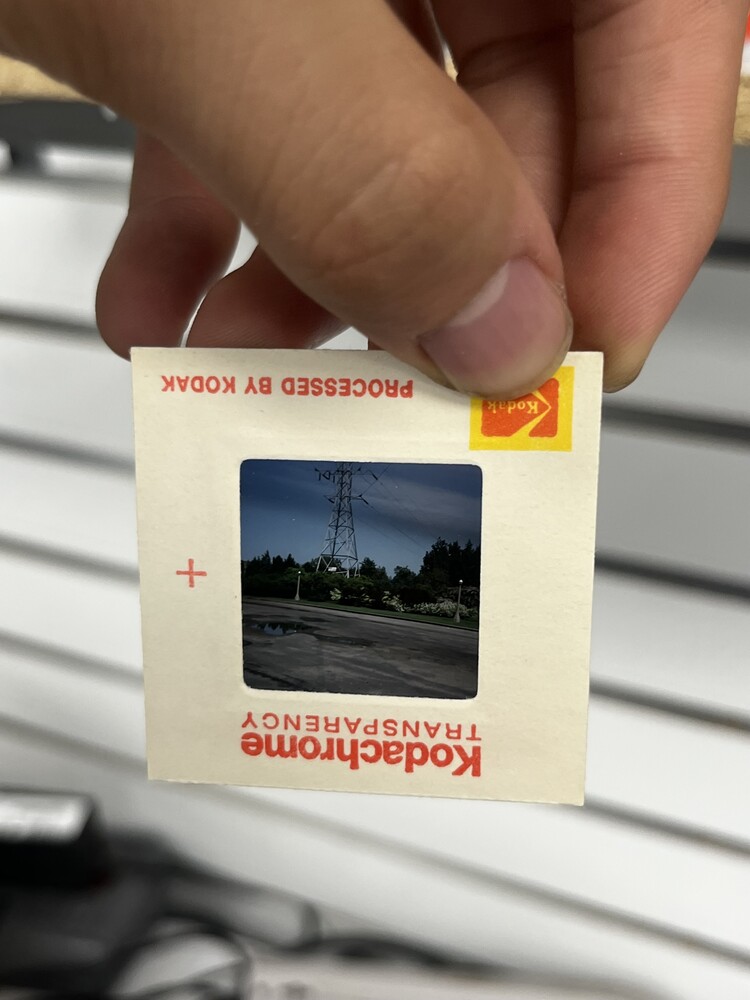 Kodachrome
TRANSPARENCY
PROCESSED BY KODAK
Kodak